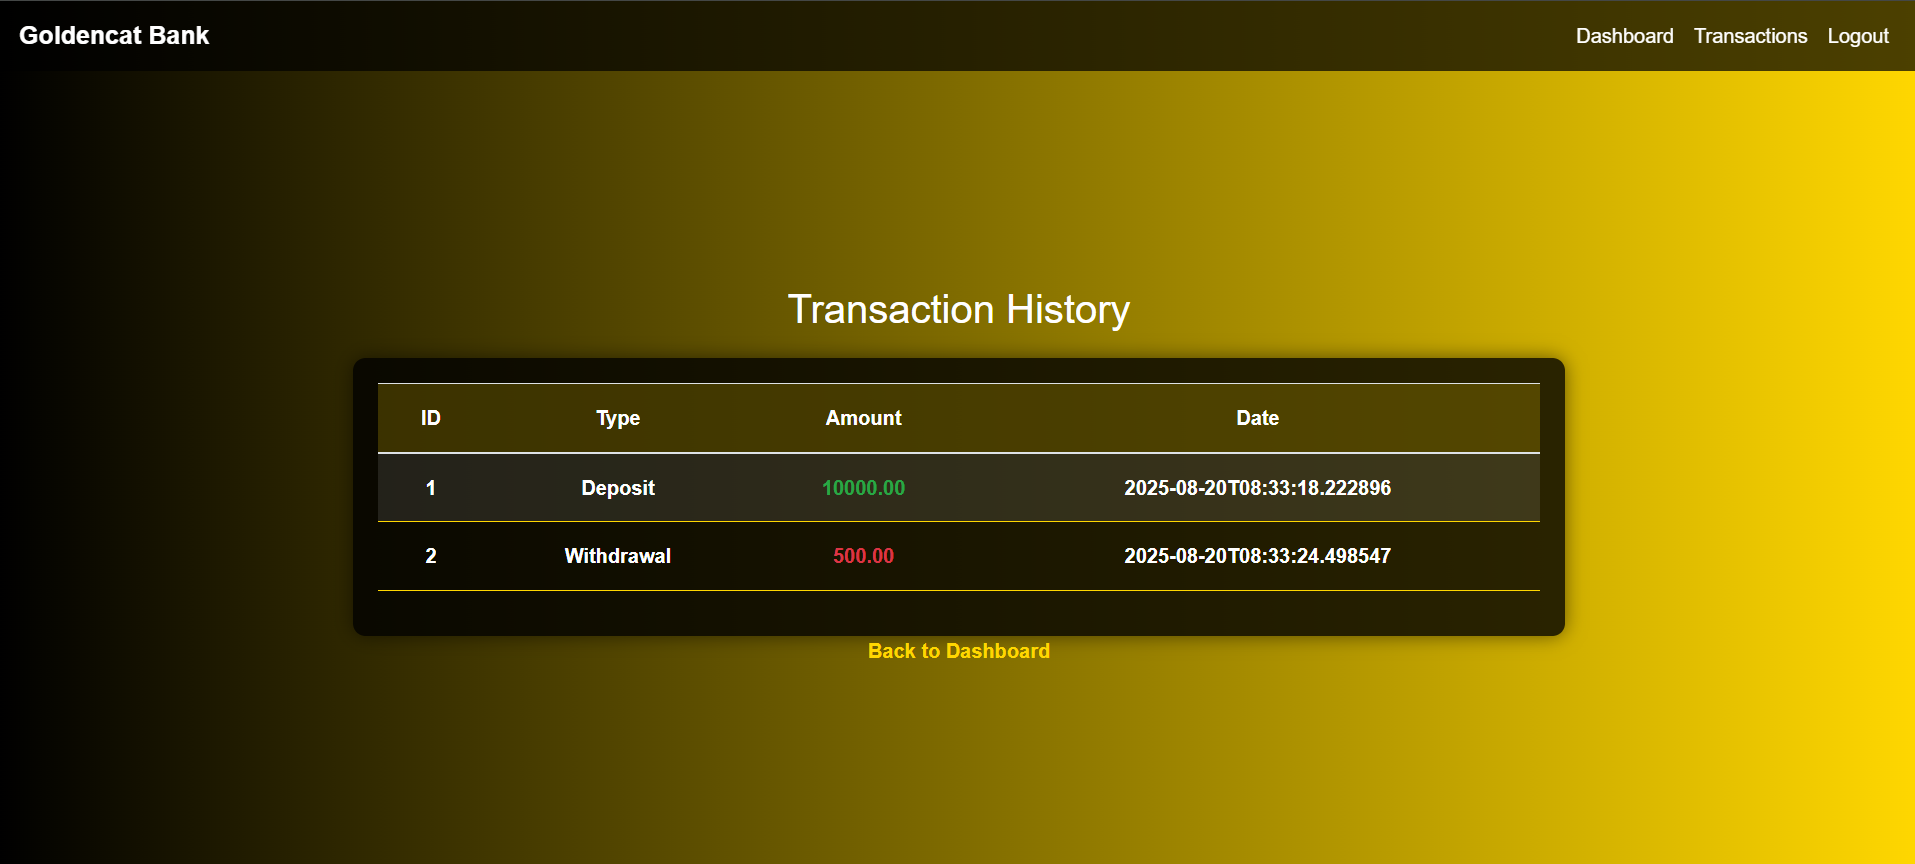 Goldencat Bank Dashboard Transactions Logout
Transaction History
ID Type Amount Date
1 Deposit 10000.00 2025-08-20T08:33:18.222896
2 Withdrawal 500.00 2025-08-20T08:33:24.498547
Back to Dashboard